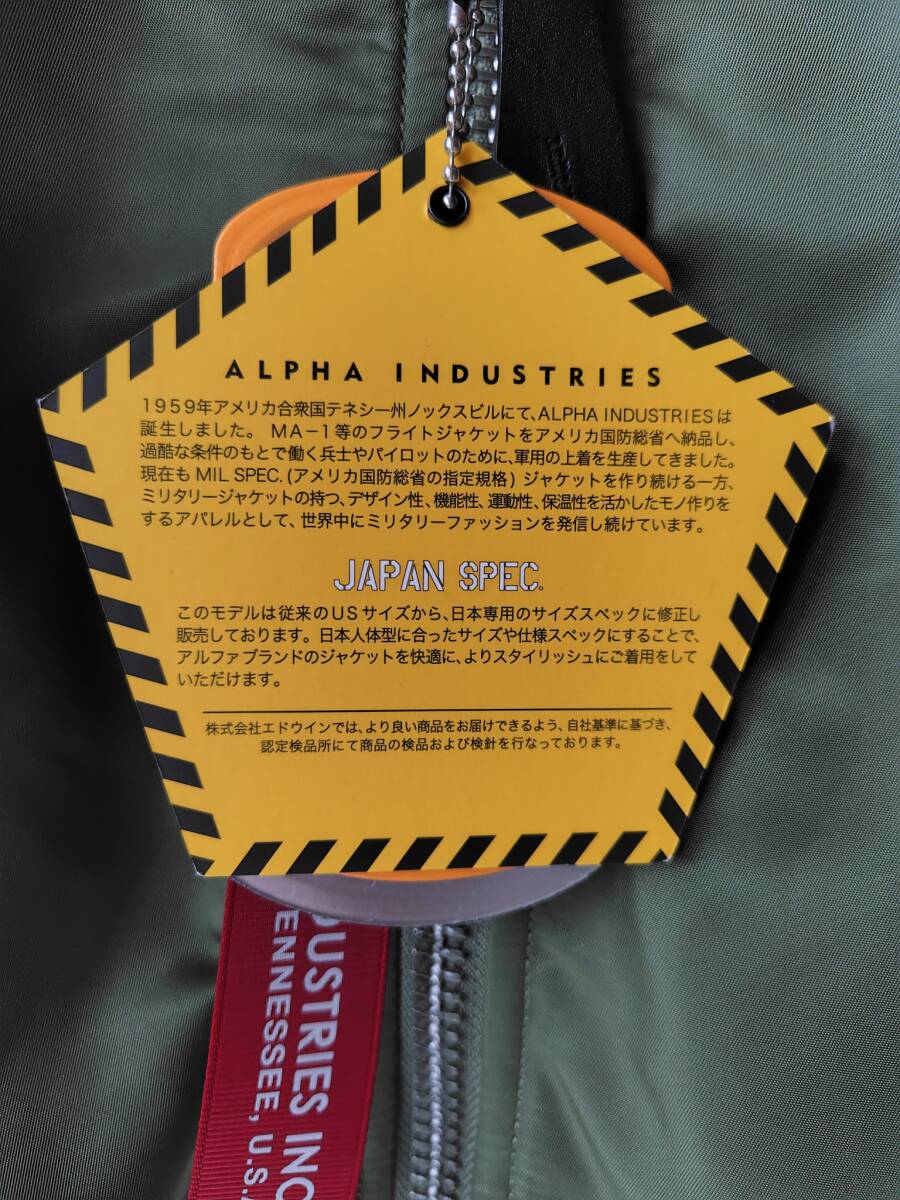 ALPHA INDUSTRIES
1959年アメリカ合衆国テネシー州ノックスビルにて、ALPHA INDUSTRIESは
誕生しました。 MA-1等のフライトジャケットをアメリカ国防総省へ納品し、
過酷な条件のもとで働く兵士やパイロットのために、軍用の上着を生産してきました。
現在も MIL SPEC. (アメリカ国防総省の指定規格) ジャケットを作り続ける一方、
ミリタリージャケットの持つ、デザイン性、機能性、運動性、保温性を活かしたモノ作りを
するアパレルとして、世界中にミリタリーファッションを発信し続けています。
JAPAN SPEC.
このモデルは従来のUSサイズから、日本専用のサイズスペックに修正し
販売しております。日本人体型に合ったサイズや仕様スペックにすることで、
アルファブランドのジャケットを快適に、よりスタイリッシュにご着用をして
いただけます。
株式会社エドウインでは、より良い商品をお届けできるよう、自社基準に基づき、
認定検品所にて商品の検品および検針を行なっております。
DUSTRIES INC
ENNESSEE, U.S.A